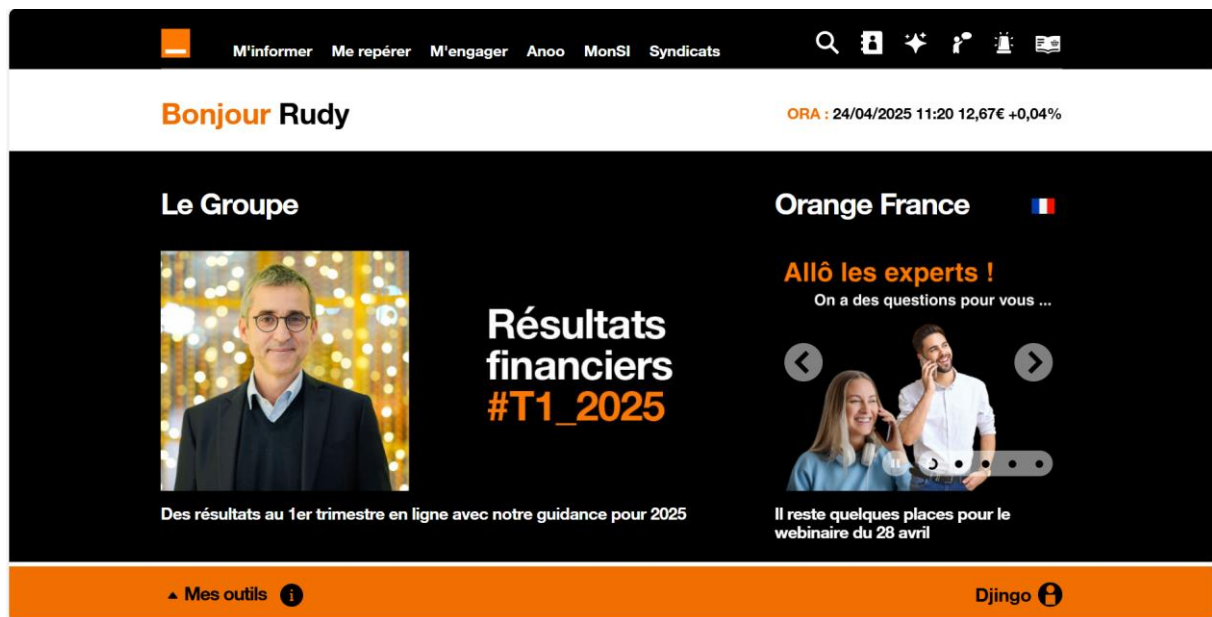 M'informer Me repérer M'engager Anoo MonSI Syndicats
Bonjour Rudy
ORA : 24/04/2025 11:20 12,67€ +0,04%
Le Groupe
Résultats
financiers
#T1_2025
Des résultats au 1er trimestre en ligne avec notre guidance pour 2025
Orange France
Allô les experts !
On a des questions pour vous ...
Il reste quelques places pour le
webinaire du 28 avril
Mes outils
Djingo